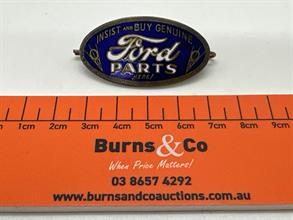 INSIST AND BUY GENUINE
Ford
PARTS
HERE!
1cm 2cm 3cm 4cm 5cm 6cm 7cm 8cm 9cm
Burns&Co
When Price Matters!
03 8657 4292
www.burnsandcoauctions.com.au